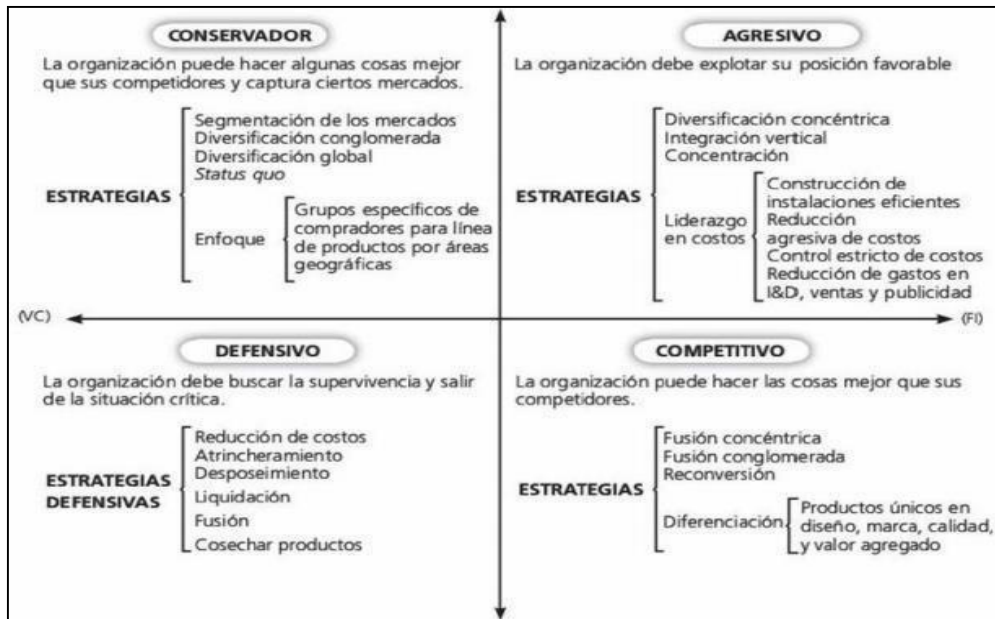 CONSERVADOR
La organización puede hacer algunas cosas mejor
que sus competidores y captura ciertos mercados.
ESTRATEGIAS
Segmentación de los mercados
Diversificación conglomerada
Diversificación global
Status quo
Enfoque
Grupos específicos de
compradores para línea
de productos por áreas
geográficas
AGRESIVO
La organización debe explotar su posición favorable
ESTRATEGIAS
Diversificación concéntrica
Integración vertical
Concentración
Liderazgo
en costos
Construcción de
instalaciones eficientes
Reducción
agresiva de costos
Control estricto de costos
Reducción de gastos en
I&D, ventas y publicidad
(VC)
(FI)
DEFENSIVO
La organización debe buscar la supervivencia y salir
de la situación crítica.
ESTRATEGIAS
DEFENSIVAS
Reducción de costos
Atrincheramiento
Desposeimiento
Liquidación
Fusión
Cosechar productos
COMPETITIVO
La organización puede hacer las cosas mejor que sus
competidores.
ESTRATEGIAS
Fusión concéntrica
Fusión conglomerada
Reconversión
Diferenciación
Productos únicos en
diseño, marca, calidad,
y valor agregado